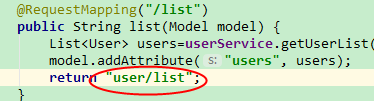 @RequestMapping("/list")
public String list(Model model) {
List<User> users=userService.getUserList(
model.addAttribute( s: "users", users);
return "user/list";
}